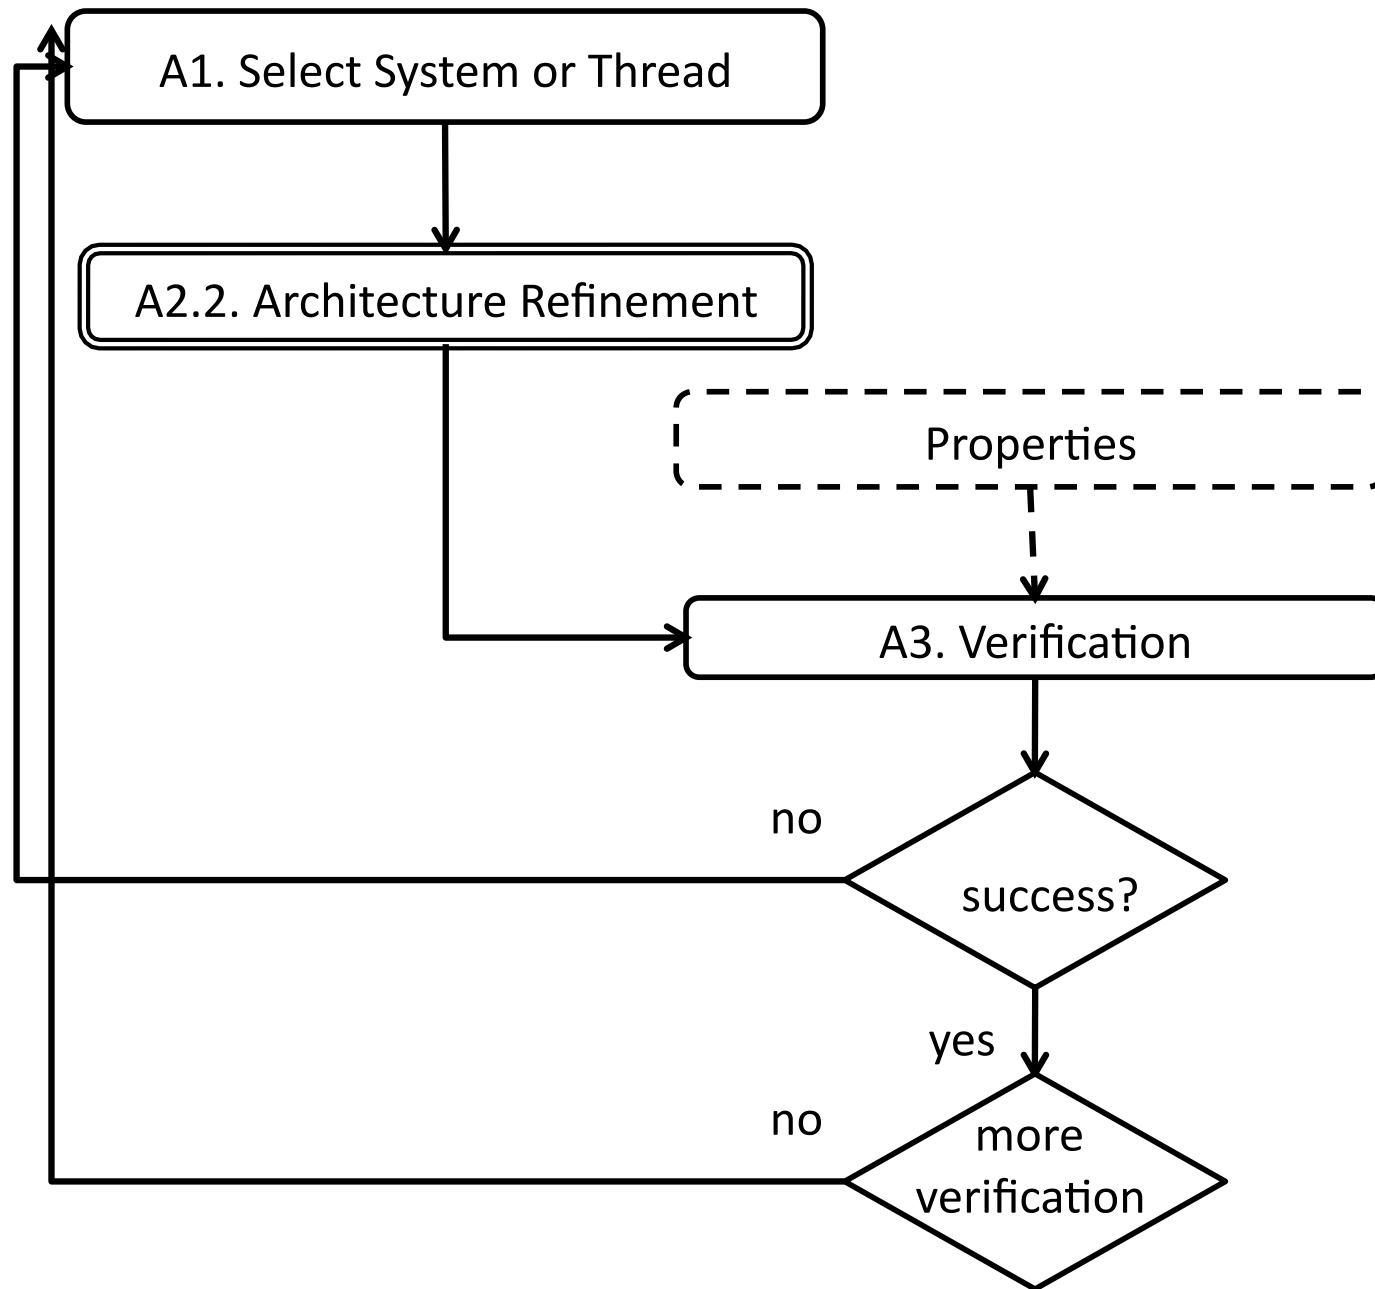 A1. Select System or Thread
A2.2. Architecture Refinement
Properties
A3. Verification
no
success?
yes
no
more
verification